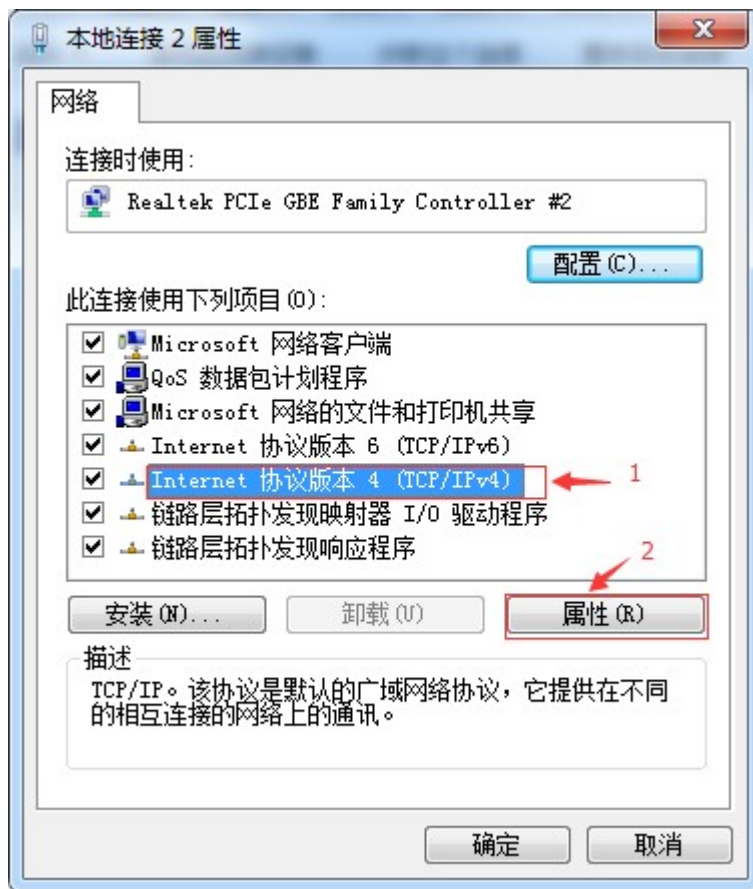 本地连接 2 属性
网络
连接时使用:
Realtek PCIe GBE Family Controller #2
配置(C)...
此连接使用下列项目(O):
Microsoft 网络客户端
QoS 数据包计划程序
Microsoft 网络的文件和打印机共享
Internet 协议版本 6 (TCP/IPv6)
Internet 协议版本 4 (TCP/IPv4)
1
链路层拓扑发现映射器 I/O 驱动程序
链路层拓扑发现响应程序
2
安装(N)...
卸载(U)
属性(R)
描述
TCP/IP。该协议是默认的广域网络协议，它提供在不同
的相互连接的网络上的通讯。
确定
取消